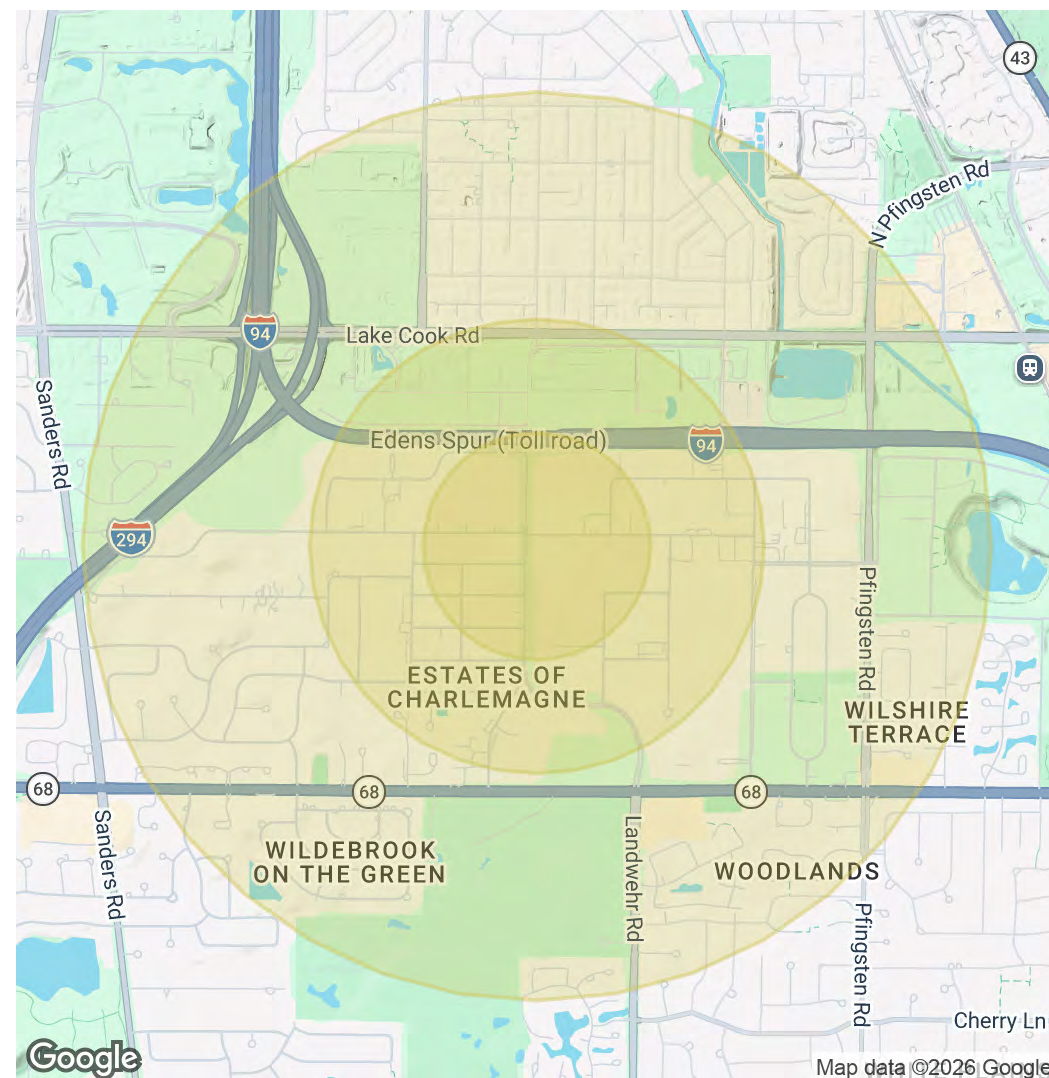 43
N Pfingsten Rd
94
Lake Cook Rd
Sanders Rd
Edens Spur (Toll road)
94
294
Pfingsten Rd
ESTATES OF
CHARLEMAGNE
WILSHIRE
TERRACE
68
68
68
Sanders Rd
Landwehr Rd
WILDEBROOK
ON THE GREEN
WOODLANDS
Pfingsten Rd
Cherry Ln
Google
Map data ©2026 Google